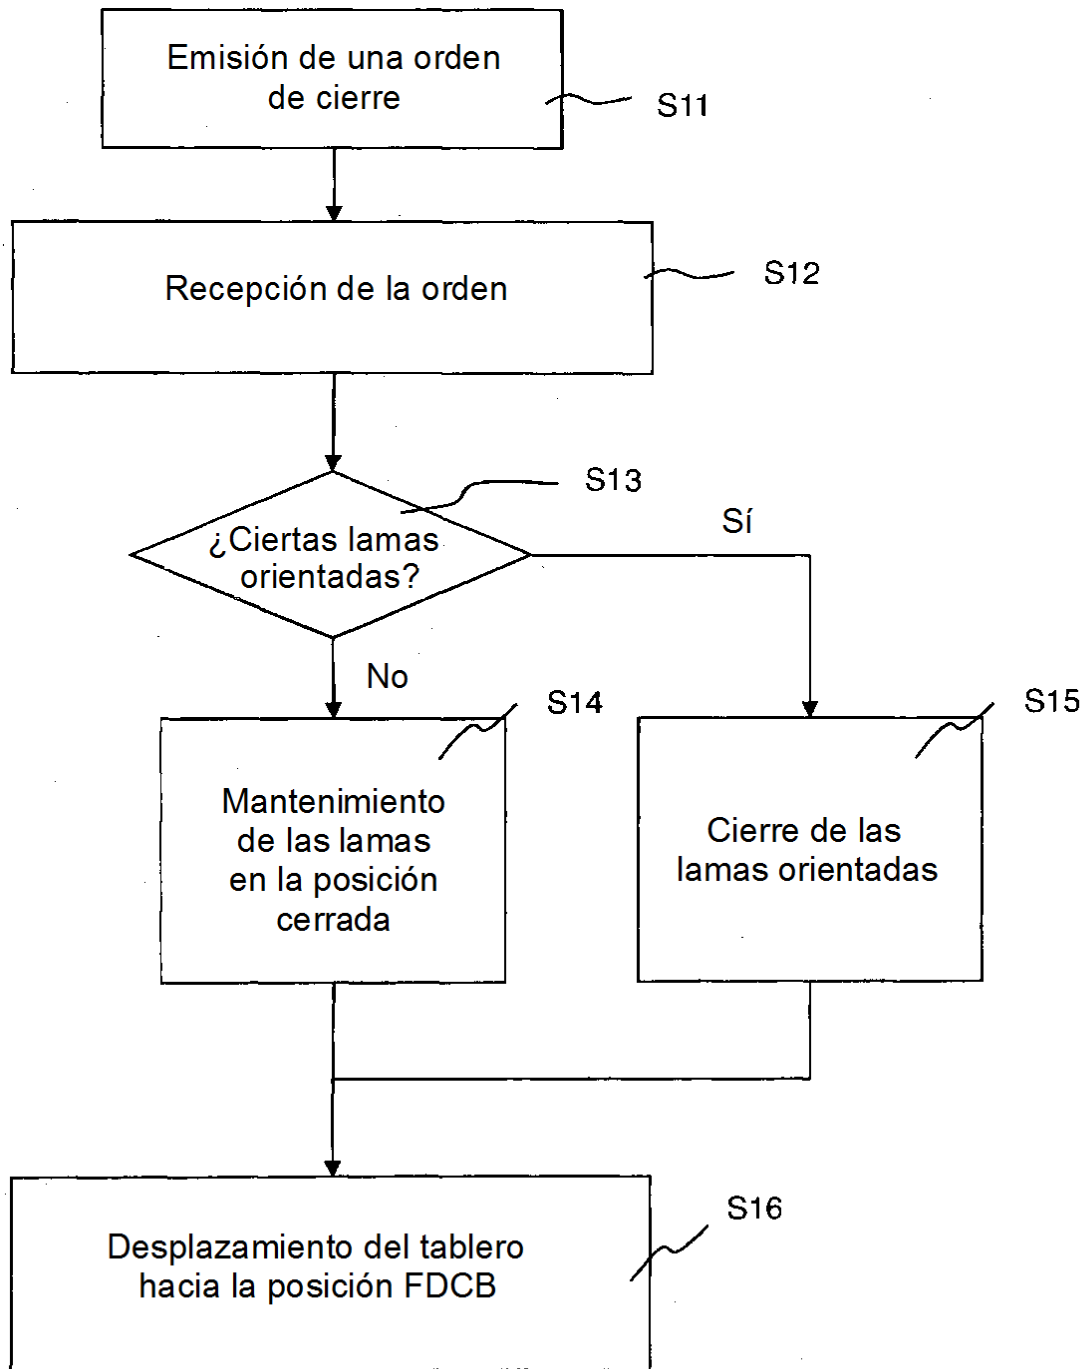 Emisión de una orden
de cierre
S11
Recepción de la orden
S12
S13
¿Ciertas lamas
orientadas?
Sí
No
S14
Mantenimiento
de las lamas
en la posición
cerrada
S15
Cierre de las
lamas orientadas
S16
Desplazamiento del tablero
hacia la posición FDCB